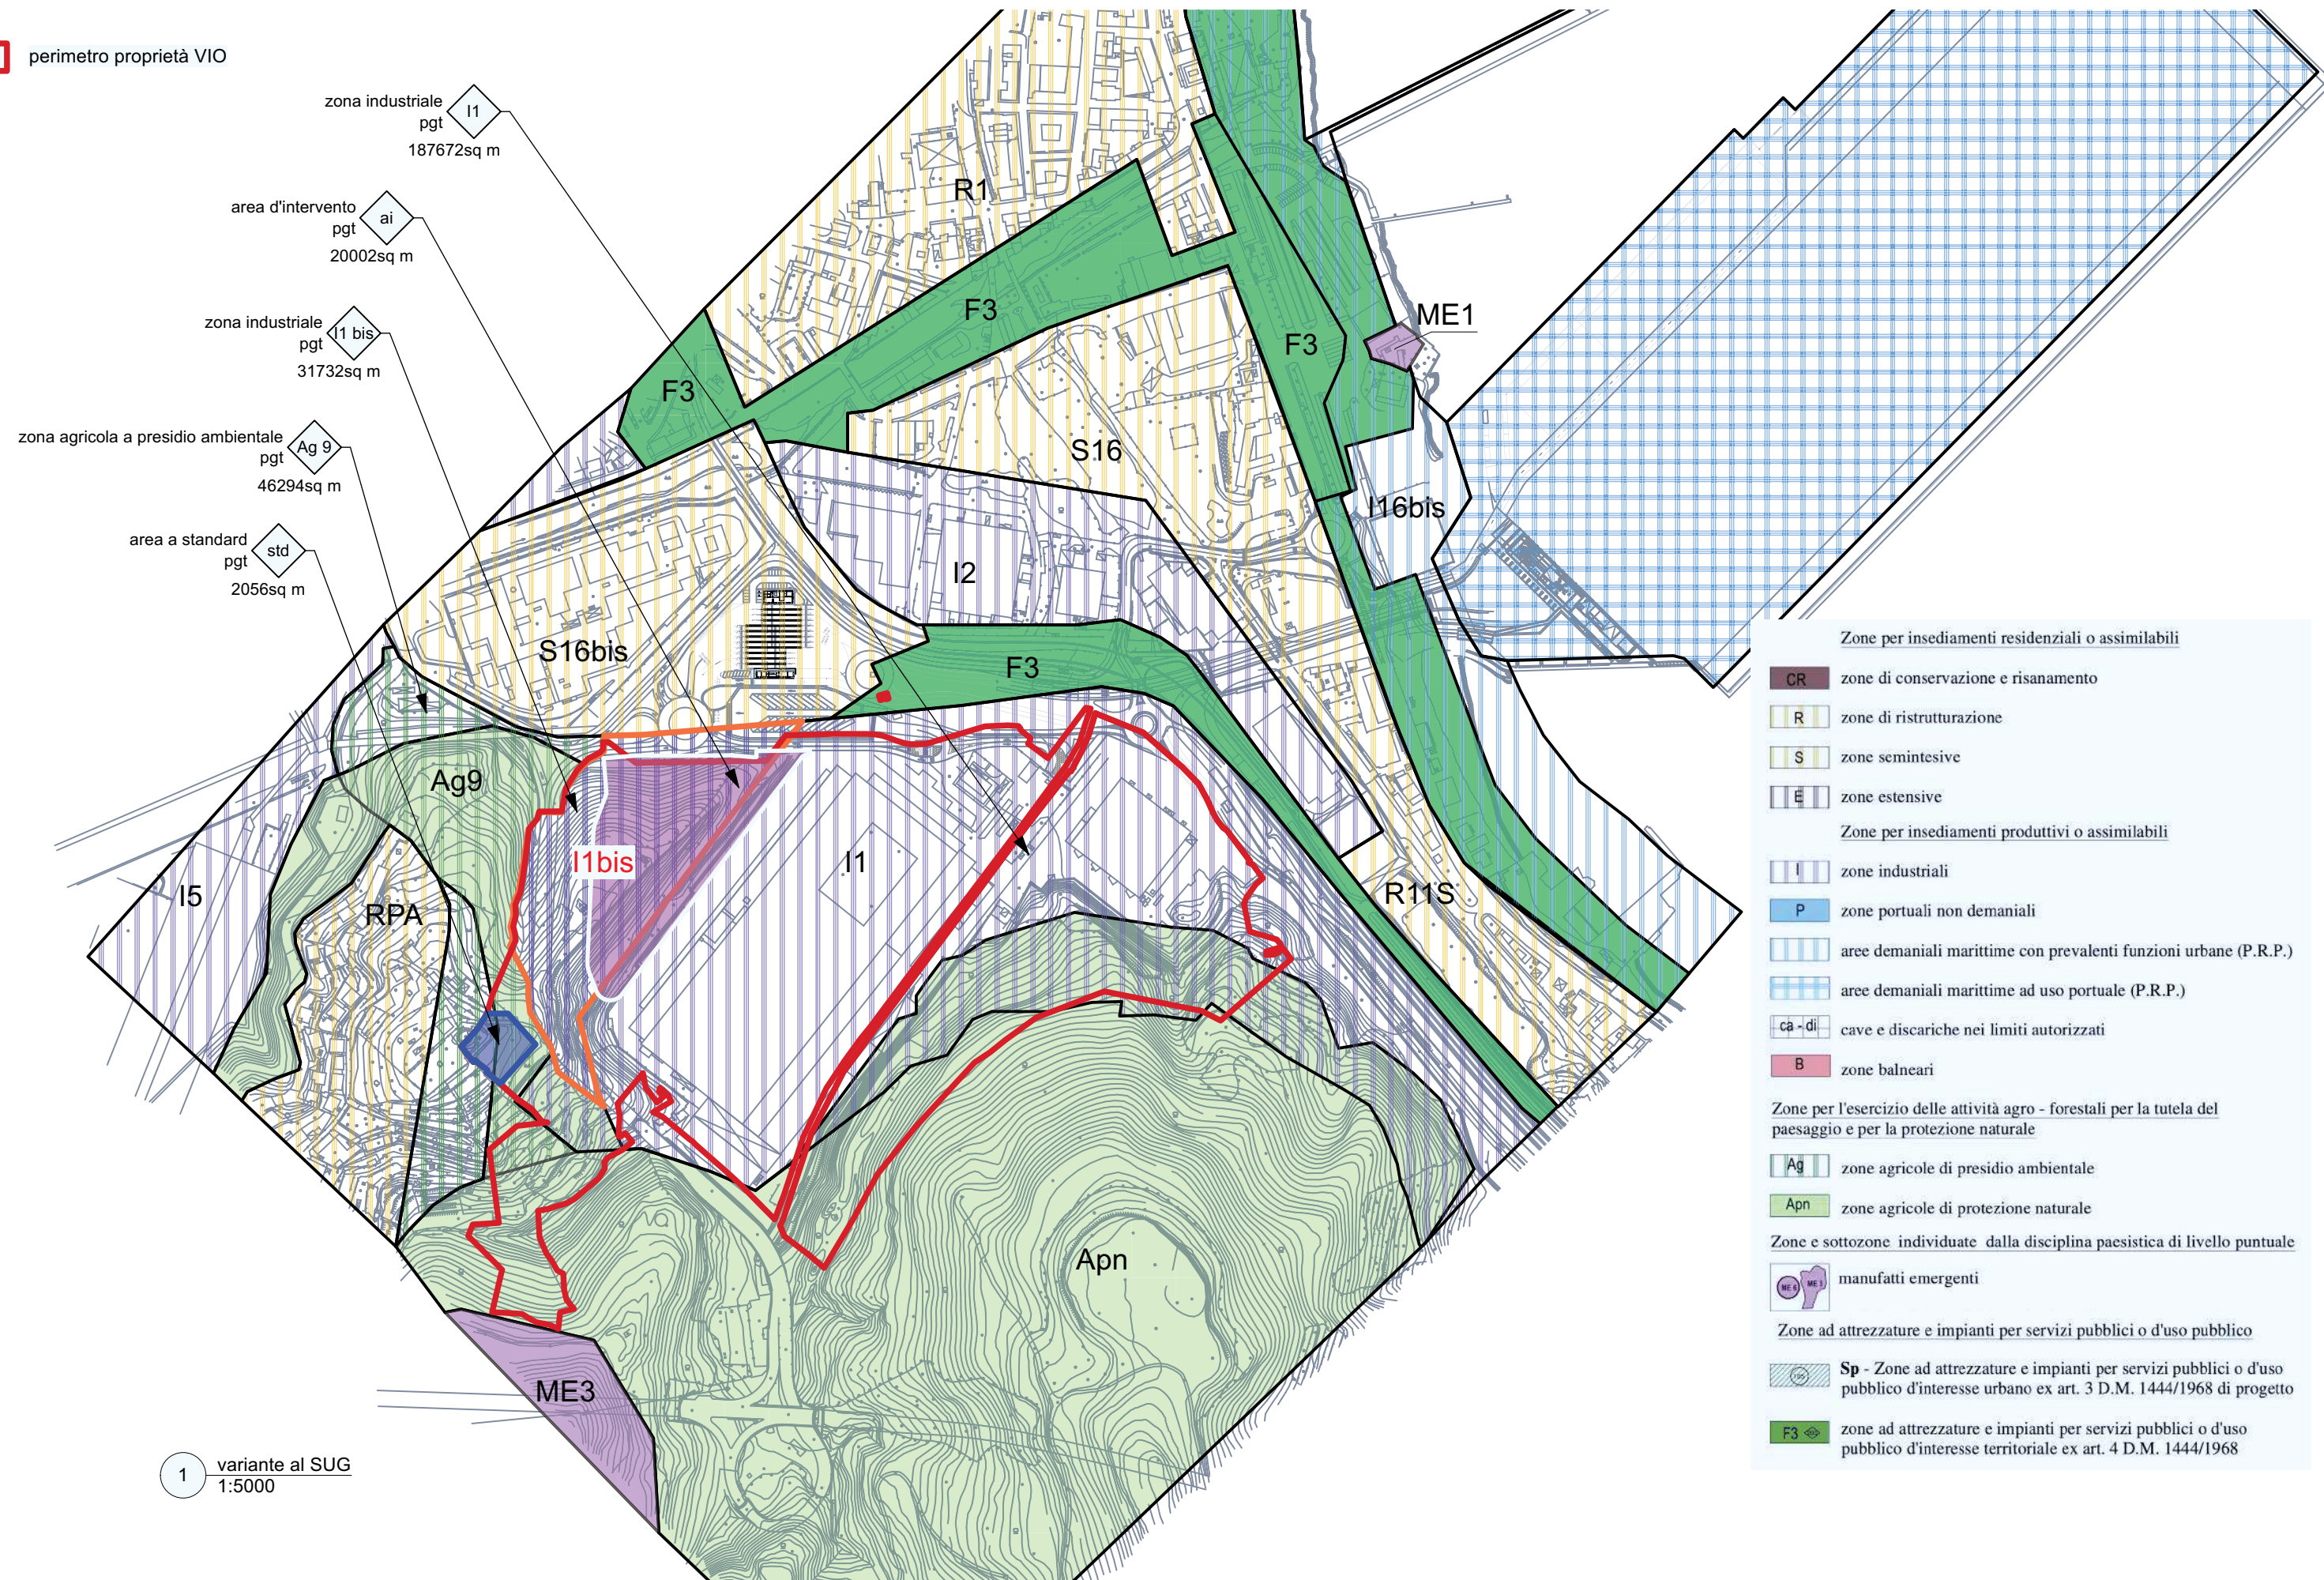 perimetro proprietà VIO
zona industriale
pgt
I1
187672sq m
area d'intervento
pgt
ai
20002sq m
zona industriale
pgt
I1 bis
31732sq m
zona agricola a presidio ambientale
pgt
Ag 9
46294sq m
area a standard
pgt
std
2056sq m
R1
F3
F3
F3
ME1
S16
I16bis
I2
S16bis
F3
Ag9
I1bis
I1
I5
RPA
R11S
Apn
ME3
1
variante al SUG
1:5000
Zone per insediamenti residenziali o assimilabili
CR zone di conservazione e risanamento
R zone di ristrutturazione
S zone semintesive
E zone estensive
Zone per insediamenti produttivi o assimilabili
I zone industriali
P zone portuali non demaniali
aree demaniali marittime con prevalenti funzioni urbane (P.R.P.)
aree demaniali marittime ad uso portuale (P.R.P.)
ca - di cave e discariche nei limiti autorizzati
B zone balneari
Zone per l'esercizio delle attività agro - forestali per la tutela del
paesaggio e per la protezione naturale
Ag zone agricole di presidio ambientale
Apn zone agricole di protezione naturale
Zone e sottozone individuate dalla disciplina paesistica di livello puntuale
manufatti emergenti
Zone ad attrezzature e impianti per servizi pubblici o d'uso pubblico
Sp - Zone ad attrezzature e impianti per servizi pubblici o d'uso
pubblico d'interesse urbano ex art. 3 D.M. 1444/1968 di progetto
F3 zone ad attrezzature e impianti per servizi pubblici o d'uso
pubblico d'interesse territoriale ex art. 4 D.M. 1444/1968